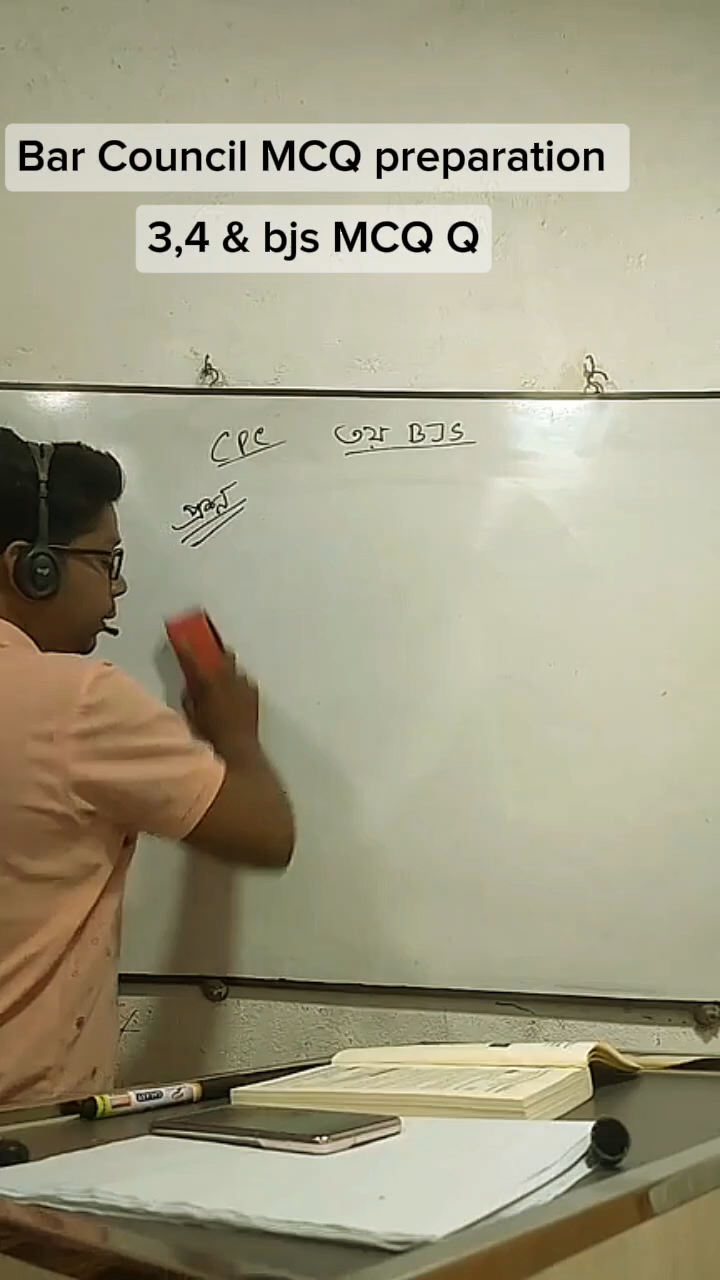 Bar Council MCQ preparation
3,4 & bjs MCQ Q
CPC ৩য় BJS
প্রশ্ন